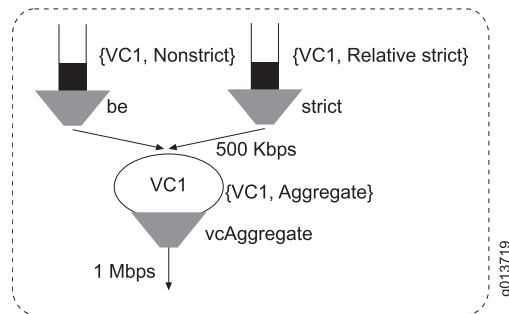 {VC1, Nonstrict}
{VC1, Relative strict}
be
strict
500 Kbps
VC1
{VC1, Aggregate}
vcAggregate
1 Mbps
g013719